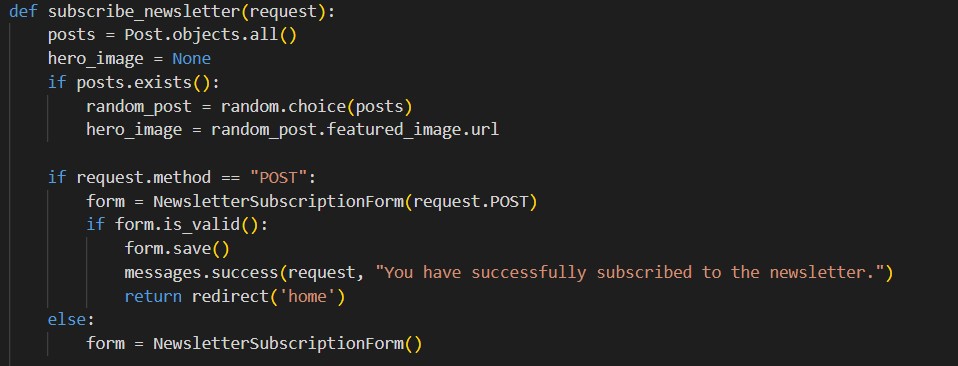 def subscribe_newsletter(request):
    posts = Post.objects.all()
    hero_image = None
    if posts.exists():
        random_post = random.choice(posts)
        hero_image = random_post.featured_image.url

    if request.method == "POST":
        form = NewsletterSubscriptionForm(request.POST)
        if form.is_valid():
            form.save()
            messages.success(request, "You have successfully subscribed to the newsletter.")
            return redirect('home')
    else:
        form = NewsletterSubscriptionForm()